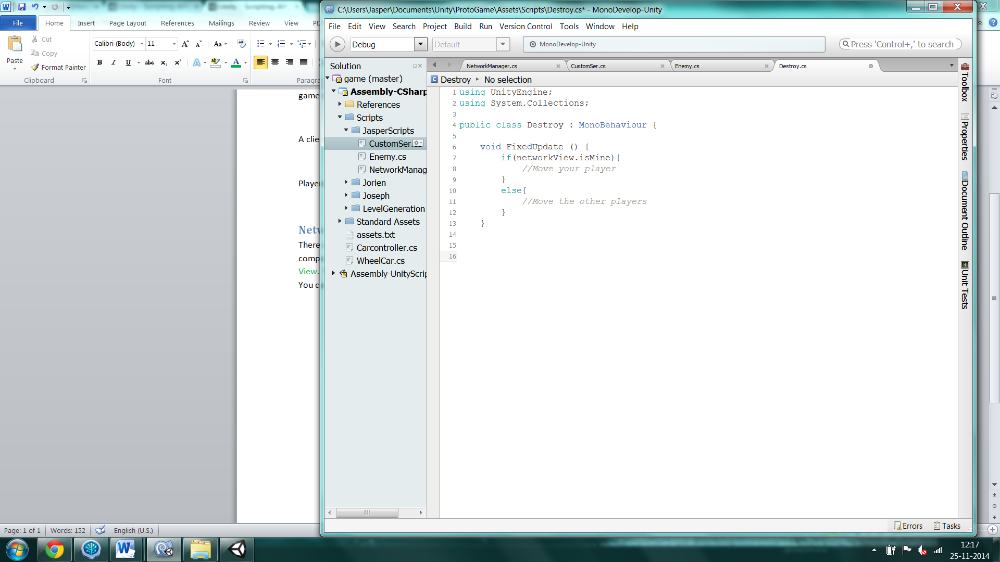 C:\Users\Jasper\Documents\Unity\ProtoGame\Assets\Scripts\Destroy.cs* - MonoDevelop-Unity
File Home Insert Page Layout References Mailings Review View
Cut
Copy
Paste
Format Painter
Calibri (Body) 11
Clipboard Font
game
A clie
Playe
Netw
There
comp
View.
You c
Page: 1 of 1 Words: 152 English (U.S.)
File Edit View Search Project Build Run Version Control Tools Window Help
Debug Default MonoDevelop-Unity Press 'Control+,' to search
Solution
game (master)
Assembly-CSharp
References
Scripts
JasperScripts
CustomSer.
Enemy.cs
NetworkManag
Jorien
Joseph
LevelGeneration
Standard Assets
assets.txt
Carcontroller.cs
WheelCar.cs
Assembly-UnityScrip
NetworkManager.cs CustomSer.cs Enemy.cs Destroy.cs
Destroy No selection
1 using UnityEngine;
2 using System.Collections;
3
4 public class Destroy : MonoBehaviour {
5
6 void FixedUpdate () {
7 if(networkView.isMine){
8 //Move your player
9 }
10 else{
11 //Move the other players
12 }
13 }
14
15
16
Toolbox
Properties
Document Outline
Unit Tests
Errors Tasks
12:17
25-11-2014